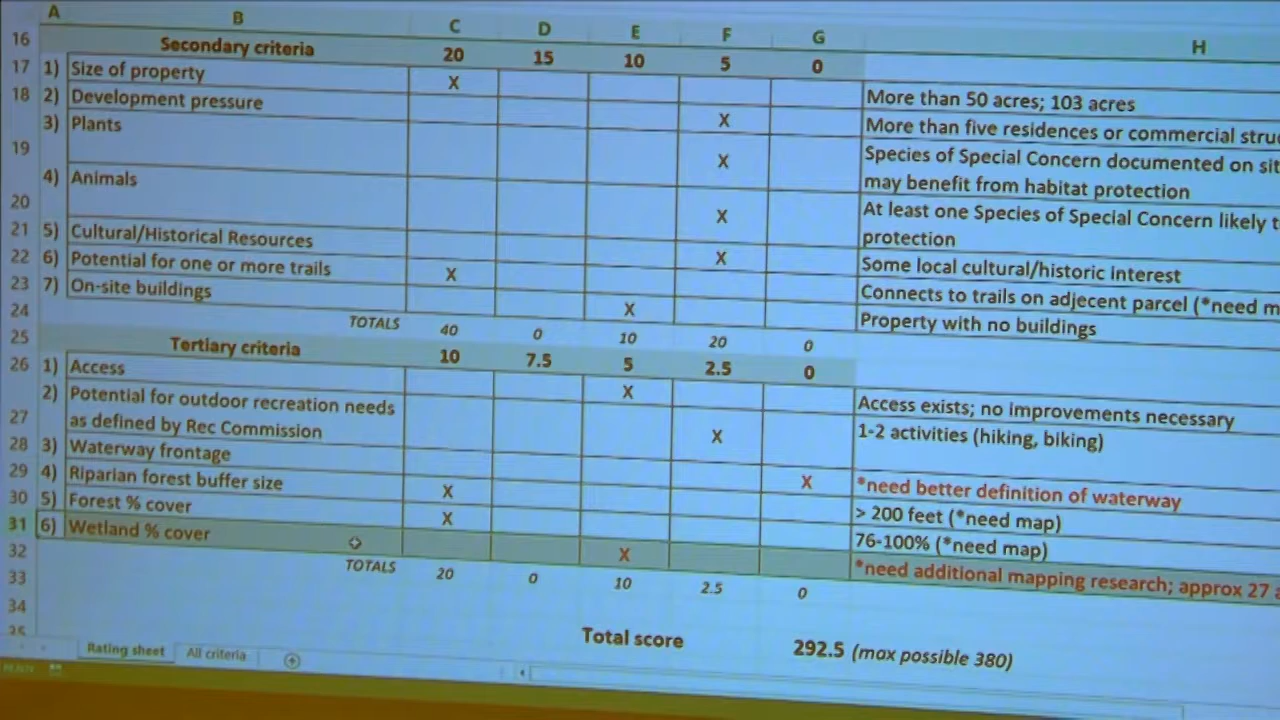 A B C D E F G H
16 Secondary criteria 20 15 10 5 0
17 1) Size of property X More than 50 acres; 103 acres
18 2) Development pressure X More than five residences or commercial stru
19 3) Plants X Species of Special Concern documented on sit
may benefit from habitat protection
20 4) Animals X At least one Species of Special Concern likely t
protection
21 5) Cultural/Historical Resources X Some local cultural/historic interest
22 6) Potential for one or more trails X Connects to trails on adjecent parcel (*need m
23 7) On-site buildings X Property with no buildings
24 TOTALS 40 0 10 20 0
25 Tertiary criteria 10 7.5 5 2.5 0
26 1) Access X Access exists; no improvements necessary
2) Potential for outdoor recreation needs
27 as defined by Rec Commission X 1-2 activities (hiking, biking)
28 3) Waterway frontage X *need better definition of waterway
29 4) Riparian forest buffer size X > 200 feet (*need map)
30 5) Forest % cover X 76-100% (*need map)
31 6) Wetland % cover X *need additional mapping research; approx 27 a
32 TOTALS 20 0 10 2.5 0
33
34 Total score 292.5 (max possible 380)
35
Rating sheet All criteria